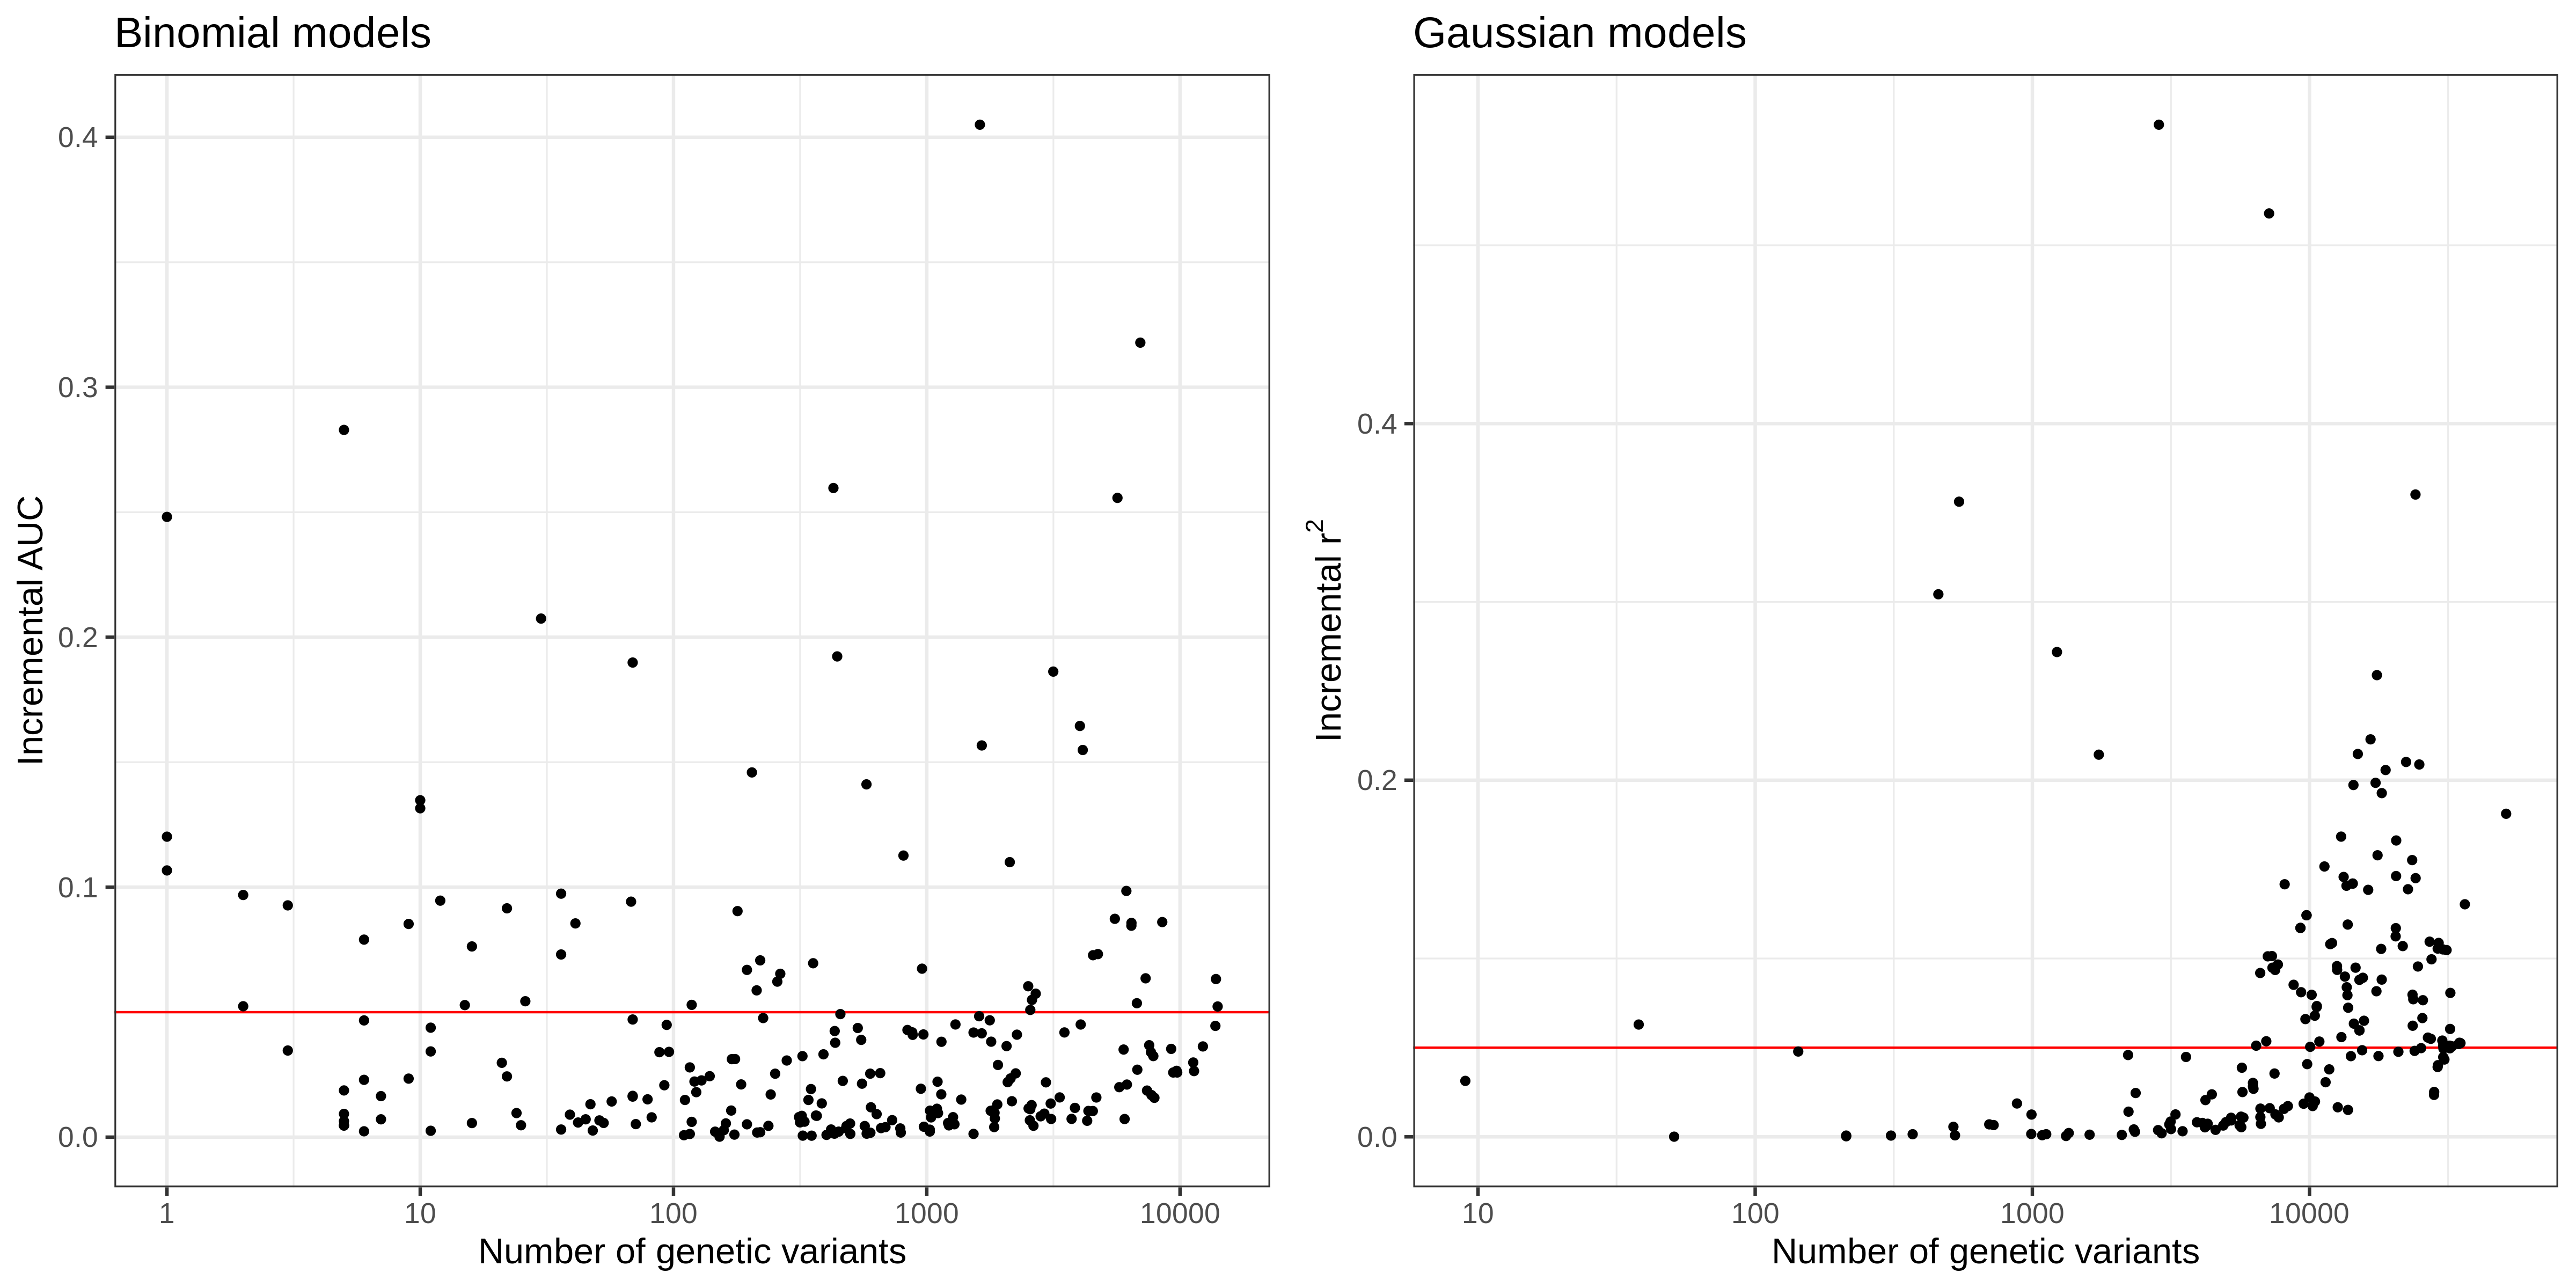 Binomial models
Incremental AUC
0.4
0.3
0.2
0.1
0.0
1 10 100 1000 10000
Number of genetic variants
Gaussian models
Incremental r²
0.4
0.2
0.0
10 100 1000 10000
Number of genetic variants